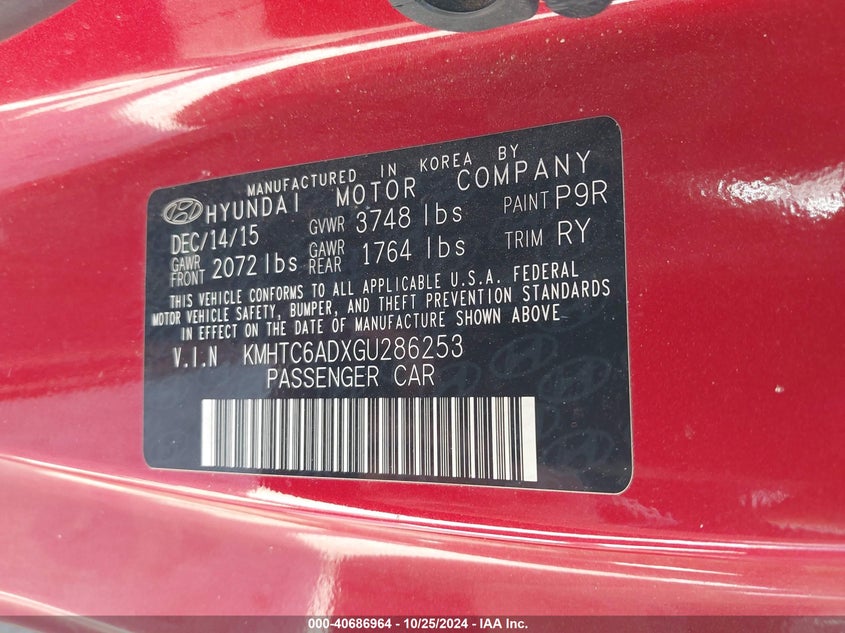 MANUFACTURED IN KOREA BY
HYUNDAI MOTOR COMPANY
DEC/14/15 GVWR 3748 lbs PAINT P9R
GAWR FRONT 2072 lbs GAWR REAR 1764 lbs TRIM RY
THIS VEHICLE CONFORMS TO ALL APPLICABLE U.S.A. FEDERAL
MOTOR VEHICLE SAFETY, BUMPER, AND THEFT PREVENTION STANDARDS
IN EFFECT ON THE DATE OF MANUFACTURE SHOWN ABOVE
V.I.N KMHTC6ADXGU286253
PASSENGER CAR
000-40686964 - 10/25/2024 - IAA, Inc.